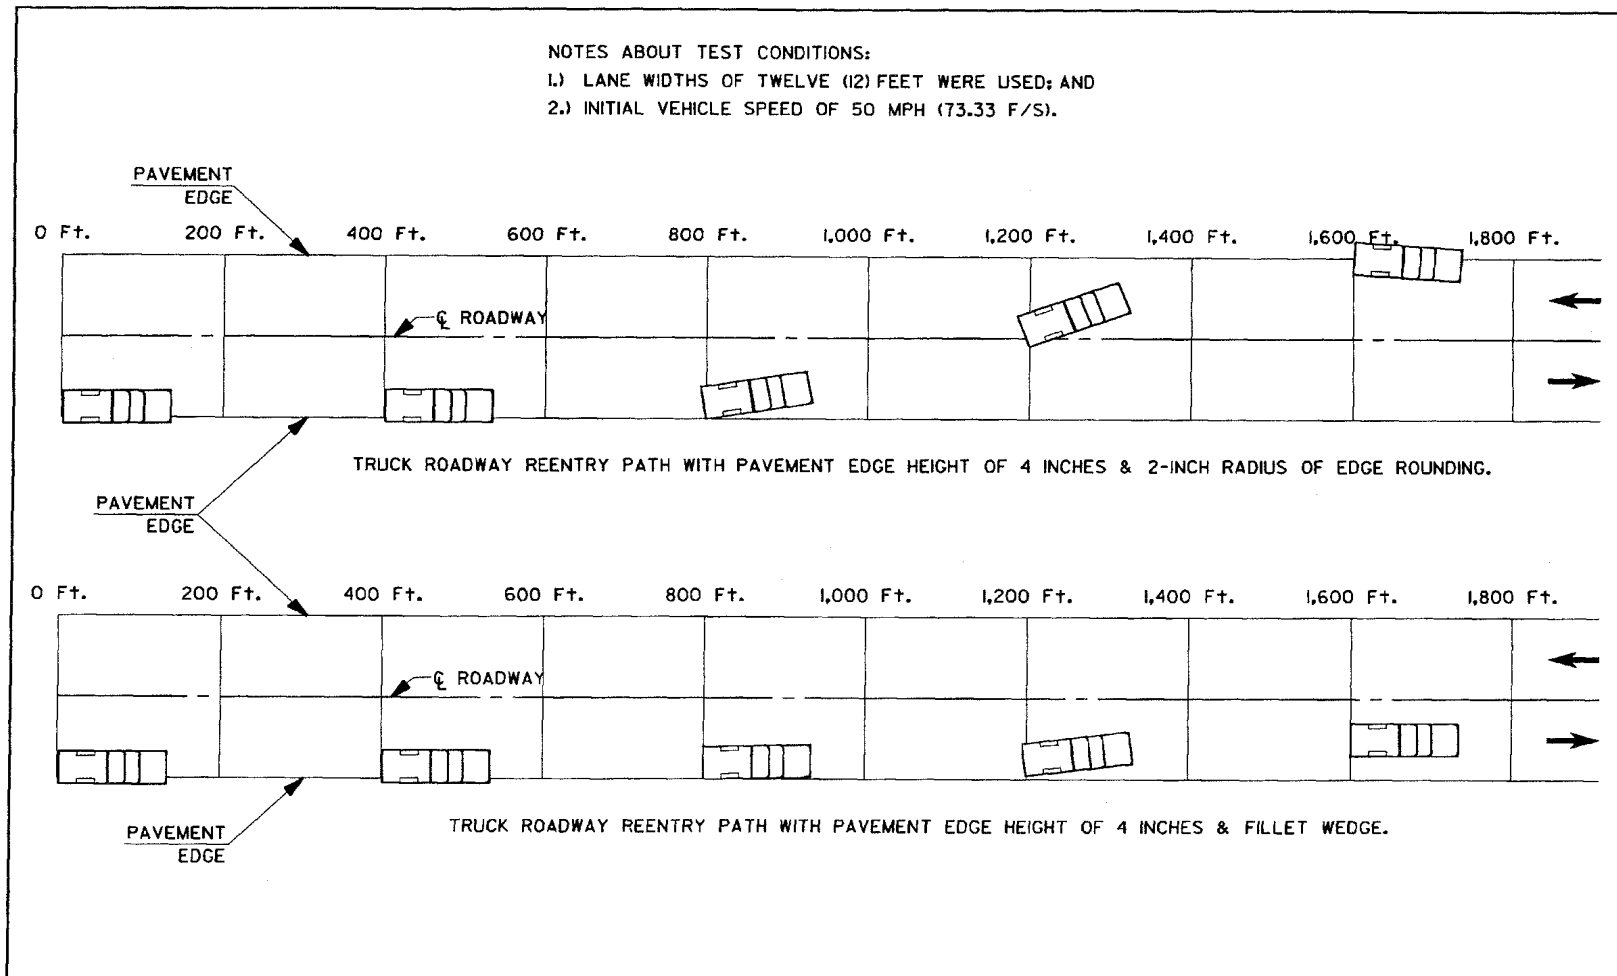 NOTES ABOUT TEST CONDITIONS:
1.) LANE WIDTHS OF TWELVE (12) FEET WERE USED; AND
2.) INITIAL VEHICLE SPEED OF 50 MPH (73.33 F/S).
PAVEMENT
EDGE
0 Ft. 200 Ft. 400 Ft. 600 Ft. 800 Ft. 1,000 Ft. 1,200 Ft. 1,400 Ft. 1,600 Ft. 1,800 Ft.
℄ ROADWAY
TRUCK ROADWAY REENTRY PATH WITH PAVEMENT EDGE HEIGHT OF 4 INCHES & 2-INCH RADIUS OF EDGE ROUNDING.
PAVEMENT
EDGE
0 Ft. 200 Ft. 400 Ft. 600 Ft. 800 Ft. 1,000 Ft. 1,200 Ft. 1,400 Ft. 1,600 Ft. 1,800 Ft.
℄ ROADWAY
TRUCK ROADWAY REENTRY PATH WITH PAVEMENT EDGE HEIGHT OF 4 INCHES & FILLET WEDGE.
PAVEMENT
EDGE